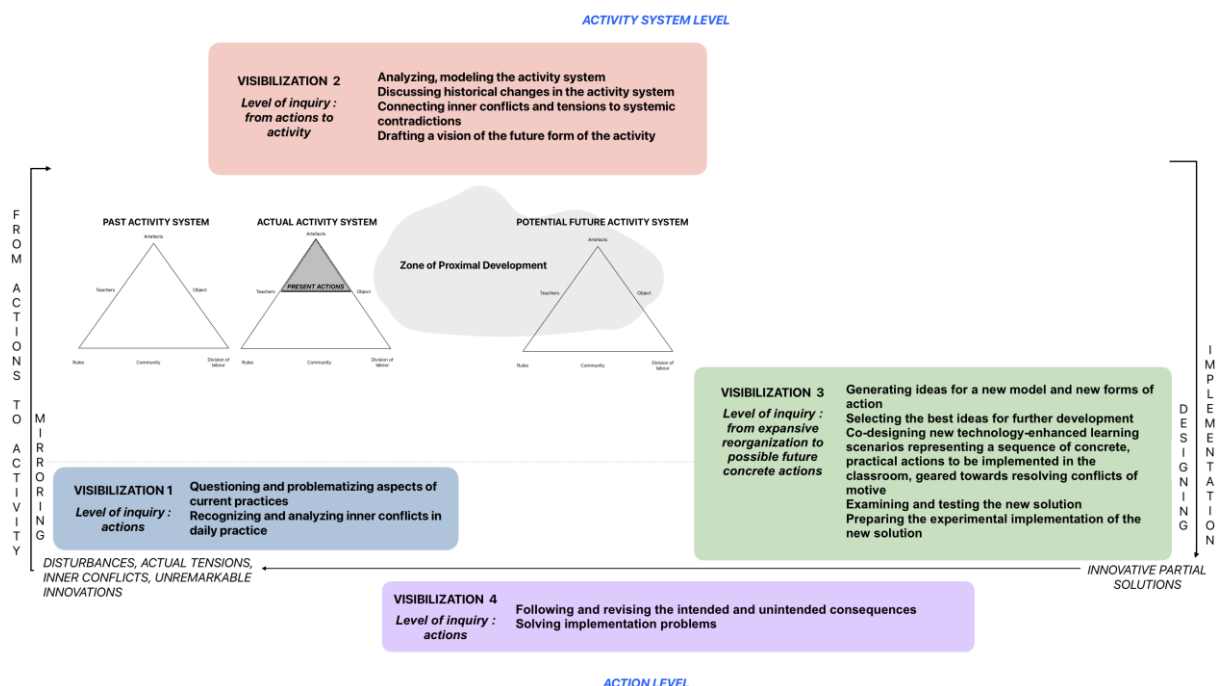 ACTIVITY SYSTEM LEVEL
VISIBILIZATION 2
Level of inquiry :
from actions to
activity
Analyzing, modeling the activity system
Discussing historical changes in the activity system
Connecting inner conflicts and tensions to systemic
contradictions
Drafting a vision of the future form of the activity
FROM ACTIONS TO ACTIVITY
MIRRORING
PAST ACTIVITY SYSTEM
Artefacts
Teachers
Rules
Community
Division of
labour
ACTUAL ACTIVITY SYSTEM
Artefacts
Teachers
PRESENT ACTIONS
Object
Rules
Community
Division of
labour
Zone of Proximal Development
POTENTIAL FUTURE ACTIVITY SYSTEM
Artefacts
Teachers
Object
Rules
Community
Division of
labour
VISIBILIZATION 3
Level of inquiry :
from expansive
reorganization to
possible future
concrete actions
Generating ideas for a new model and new forms of
action
Selecting the best ideas for further development
Co-designing new technology-enhanced learning
scenarios representing a sequence of concrete,
practical actions to be implemented in the
classroom, geared towards resolving conflicts of
motive
Examining and testing the new solution
Preparing the experimental implementation of the
new solution
DESIGNING
IMPLEMENTATION
VISIBILIZATION 1
Level of inquiry :
actions
Questioning and problematizing aspects of
current practices
Recognizing and analyzing inner conflicts in
daily practice
DISTURBANCES, ACTUAL TENSIONS,
INNER CONFLICTS, UNREMARKABLE
INNOVATIONS
INNOVATIVE PARTIAL
SOLUTIONS
VISIBILIZATION 4
Level of inquiry :
actions
Following and revising the intended and unintended consequences
Solving implementation problems
ACTION LEVEL